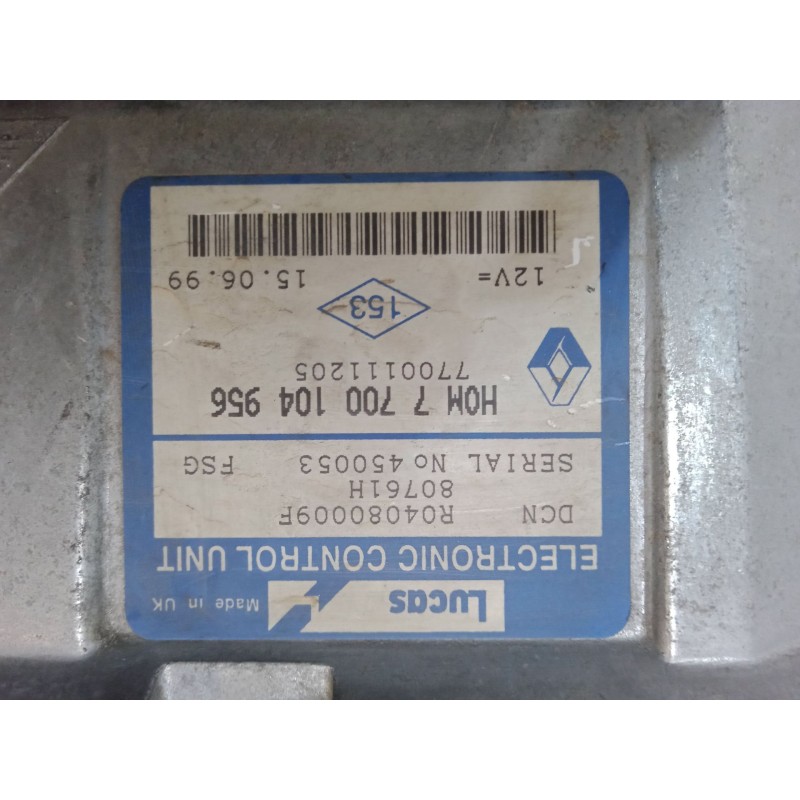 Lucas
Made in UK
ELECTRONIC CONTROL UNIT
DCN R04080009F
80761H
SERIAL No 450053 FSG
HOM 7 700 104 956
7700111205
153
12V= 15.06.99